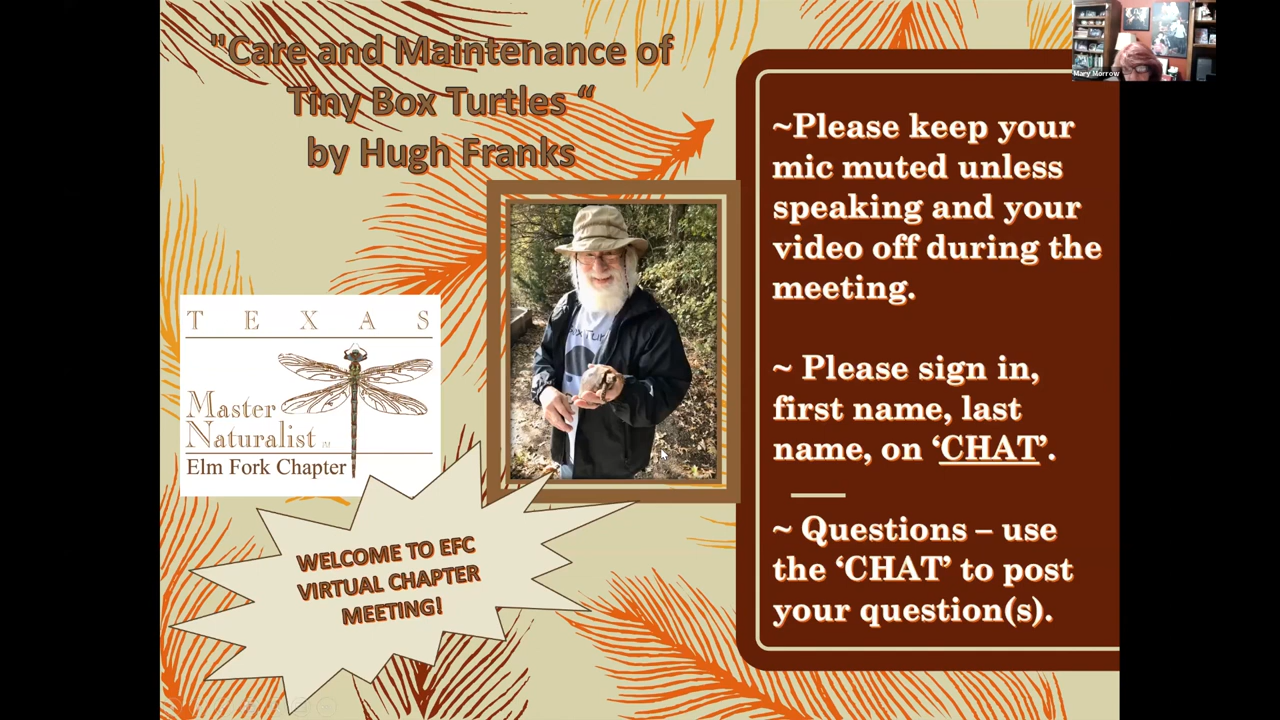 "Care and Maintenance of
Tiny Box Turtles “
by Hugh Franks
~Please keep your
mic muted unless
speaking and your
video off during the
meeting.
~ Please sign in,
first name, last
name, on ‘CHAT’.
~ Questions – use
the ‘CHAT’ to post
your question(s).
TEXAS
Master
Naturalist
Elm Fork Chapter
WELCOME TO EFC
VIRTUAL CHAPTER
MEETING!
Mary Morrow